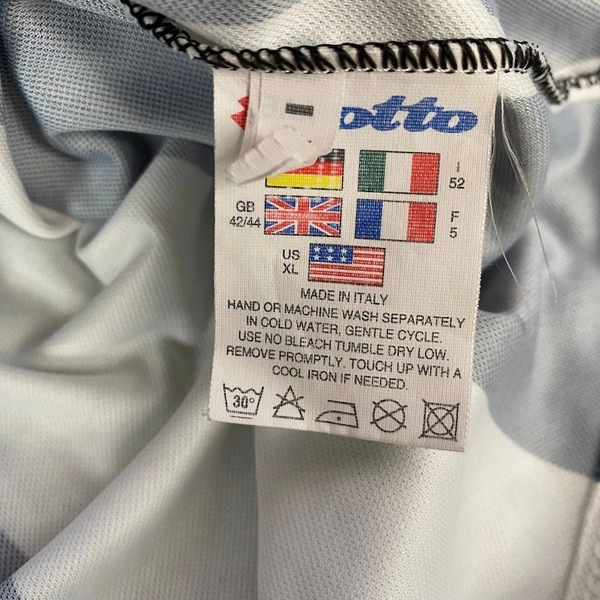 otto
I
52
GB
42/44
F
5
US
XL
MADE IN ITALY
HAND OR MACHINE WASH SEPARATELY
IN COLD WATER, GENTLE CYCLE.
USE NO BLEACH TUMBLE DRY LOW.
REMOVE PROMPTLY. TOUCH UP WITH A
COOL IRON IF NEEDED.
30°